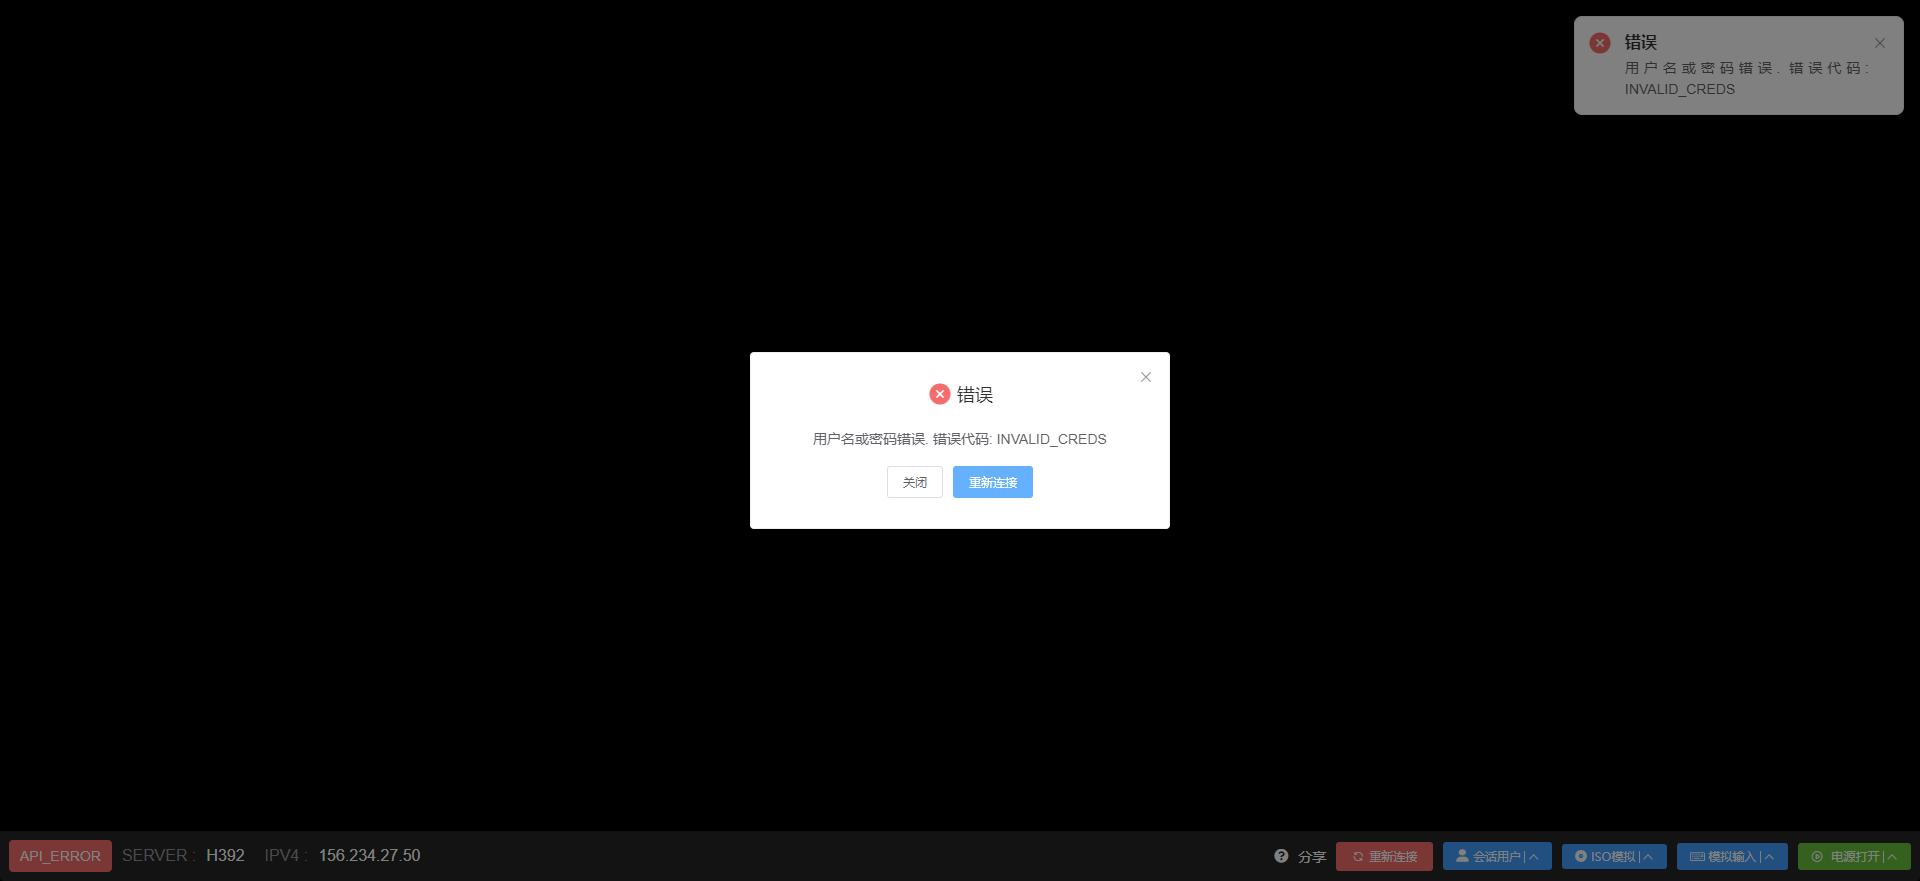 错误
用户名或密码错误. 错误代码:
INVALID_CREDS
错误
用户名或密码错误. 错误代码: INVALID_CREDS
关闭 重新连接
API_ERROR SERVER : H392 IPV4 : 156.234.27.50 分享 重新连接 会话用户 ISO模拟 模拟输入 电源打开